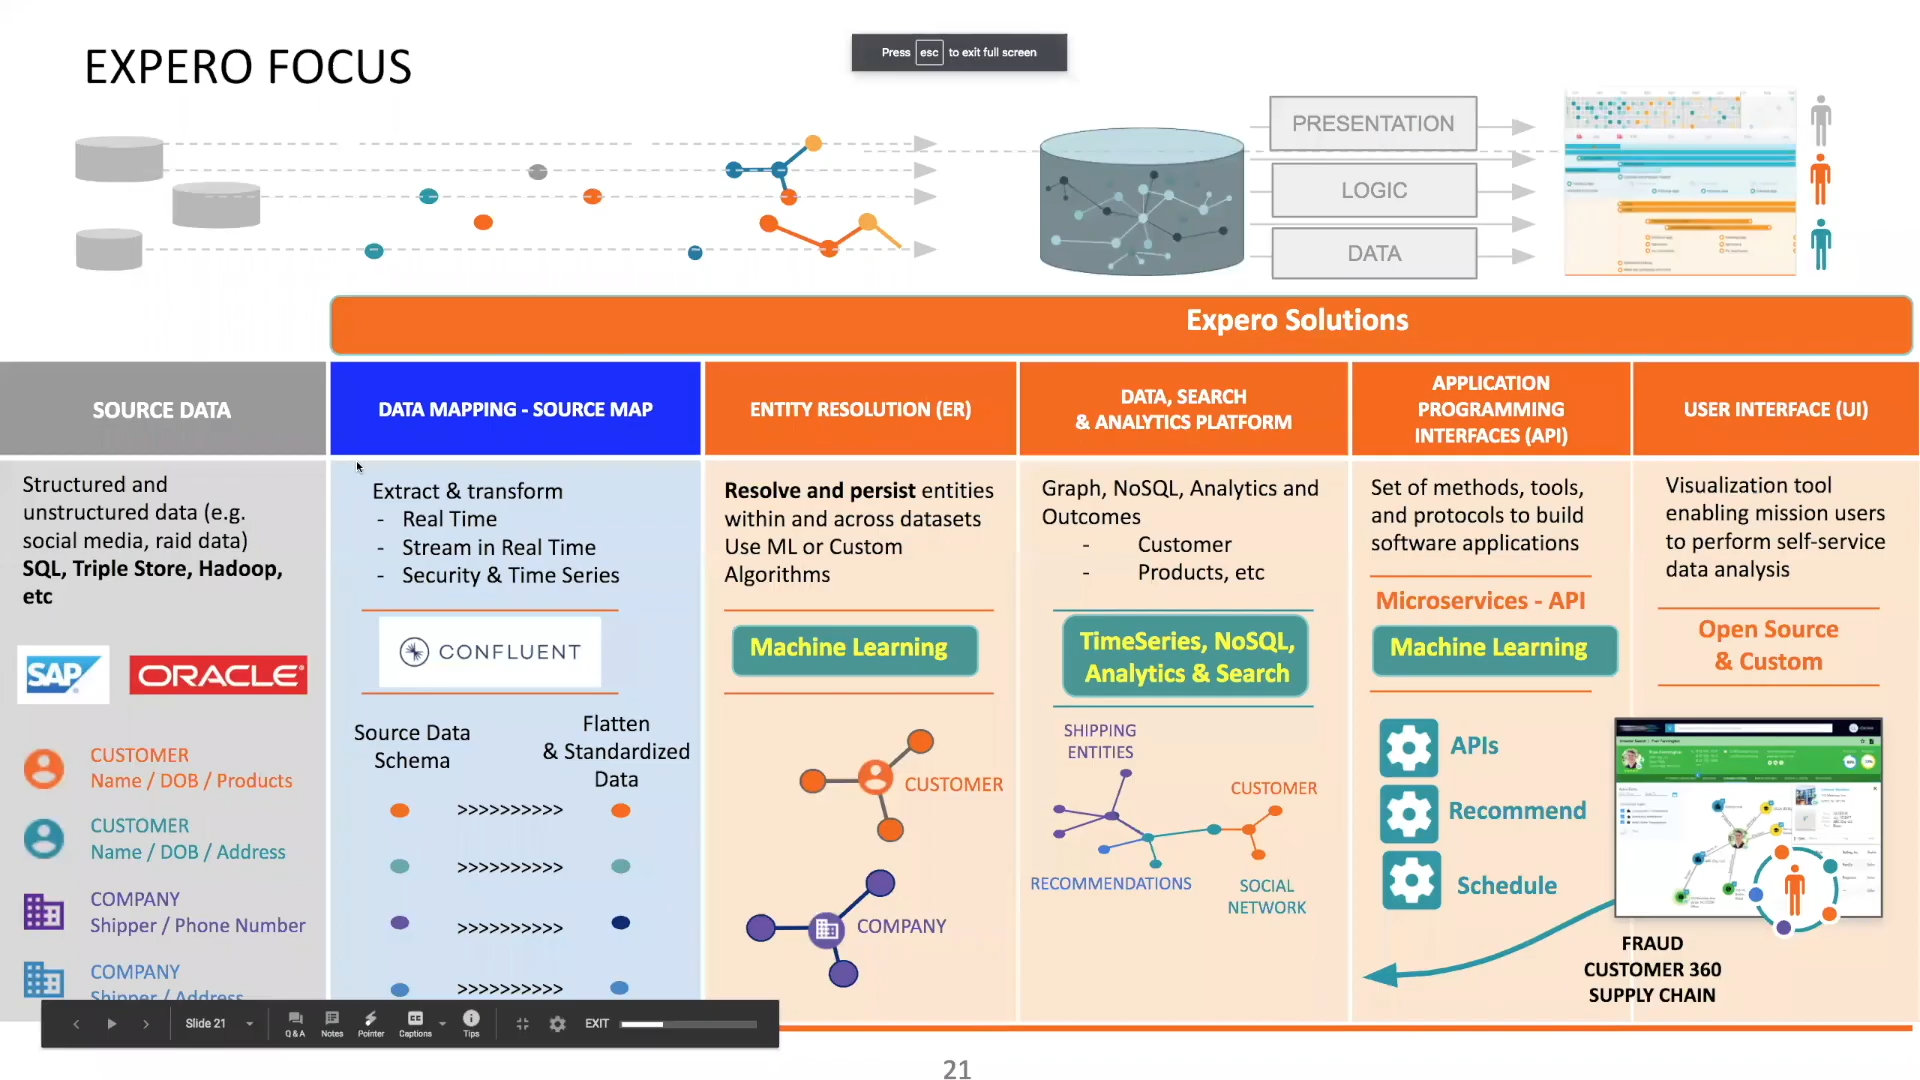 EXPERO FOCUS
Press esc to exit full screen
PRESENTATION
LOGIC
DATA
Expero Solutions
SOURCE DATA
DATA MAPPING - SOURCE MAP
ENTITY RESOLUTION (ER)
DATA, SEARCH
& ANALYTICS PLATFORM
APPLICATION
PROGRAMMING
INTERFACES (API)
USER INTERFACE (UI)
Structured and
unstructured data (e.g.
social media, raid data)
SQL, Triple Store, Hadoop,
etc
SAP
ORACLE
CUSTOMER
Name / DOB / Products
CUSTOMER
Name / DOB / Address
COMPANY
Shipper / Phone Number
COMPANY
Shipper / Address
Extract & transform
- Real Time
- Stream in Real Time
- Security & Time Series
CONFLUENT
Source Data
Schema
Flatten
& Standardized
Data
>>>>>>>>>>
>>>>>>>>>>
>>>>>>>>>>
>>>>>>>>>>
Resolve and persist entities
within and across datasets
Use ML or Custom
Algorithms
Machine Learning
CUSTOMER
COMPANY
Graph, NoSQL, Analytics and
Outcomes
- Customer
- Products, etc
TimeSeries, NoSQL,
Analytics & Search
SHIPPING
ENTITIES
CUSTOMER
RECOMMENDATIONS
SOCIAL
NETWORK
Set of methods, tools,
and protocols to build
software applications
Microservices - API
Machine Learning
APIs
Recommend
Schedule
Visualization tool
enabling mission users
to perform self-service
data analysis
Open Source
& Custom
FRAUD
CUSTOMER 360
SUPPLY CHAIN
Slide 21
Q & A
Notes
Pointer
CC
Captions
Tips
EXIT
21